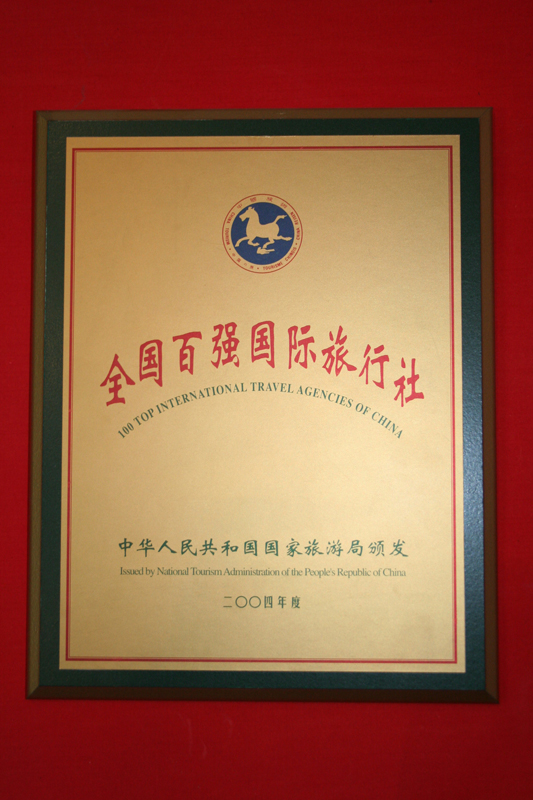 全国百强国际旅行社
100 TOP INTERNATIONAL TRAVEL AGENCIES OF CHINA
中华人民共和国国家旅游局颁发
Issued by National Tourism Administration of the People's Republic of China
二〇〇四年度